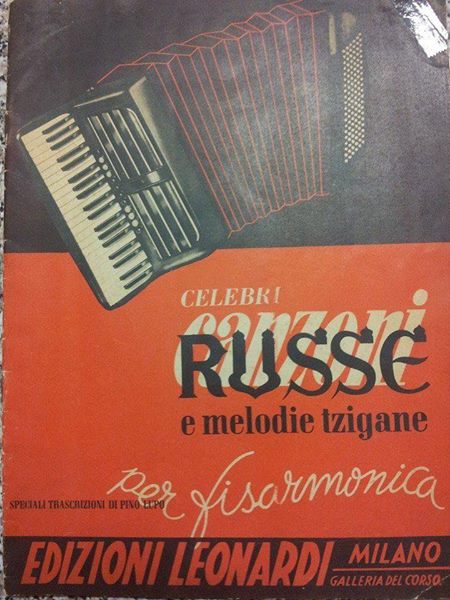 CELEBRI
canzoni
RUSSE
e melodie tzigane
per fisarmonica
SPECIALI TRASCRIZIONI DI PINO LUPO
EDIZIONI LEONARDI MILANO
GALLERIA DEL CORSO